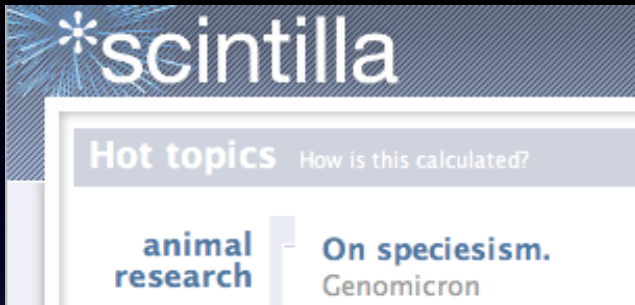 *scintilla
Hot topics How is this calculated?
animal
research
On speciesism.
Genomicron